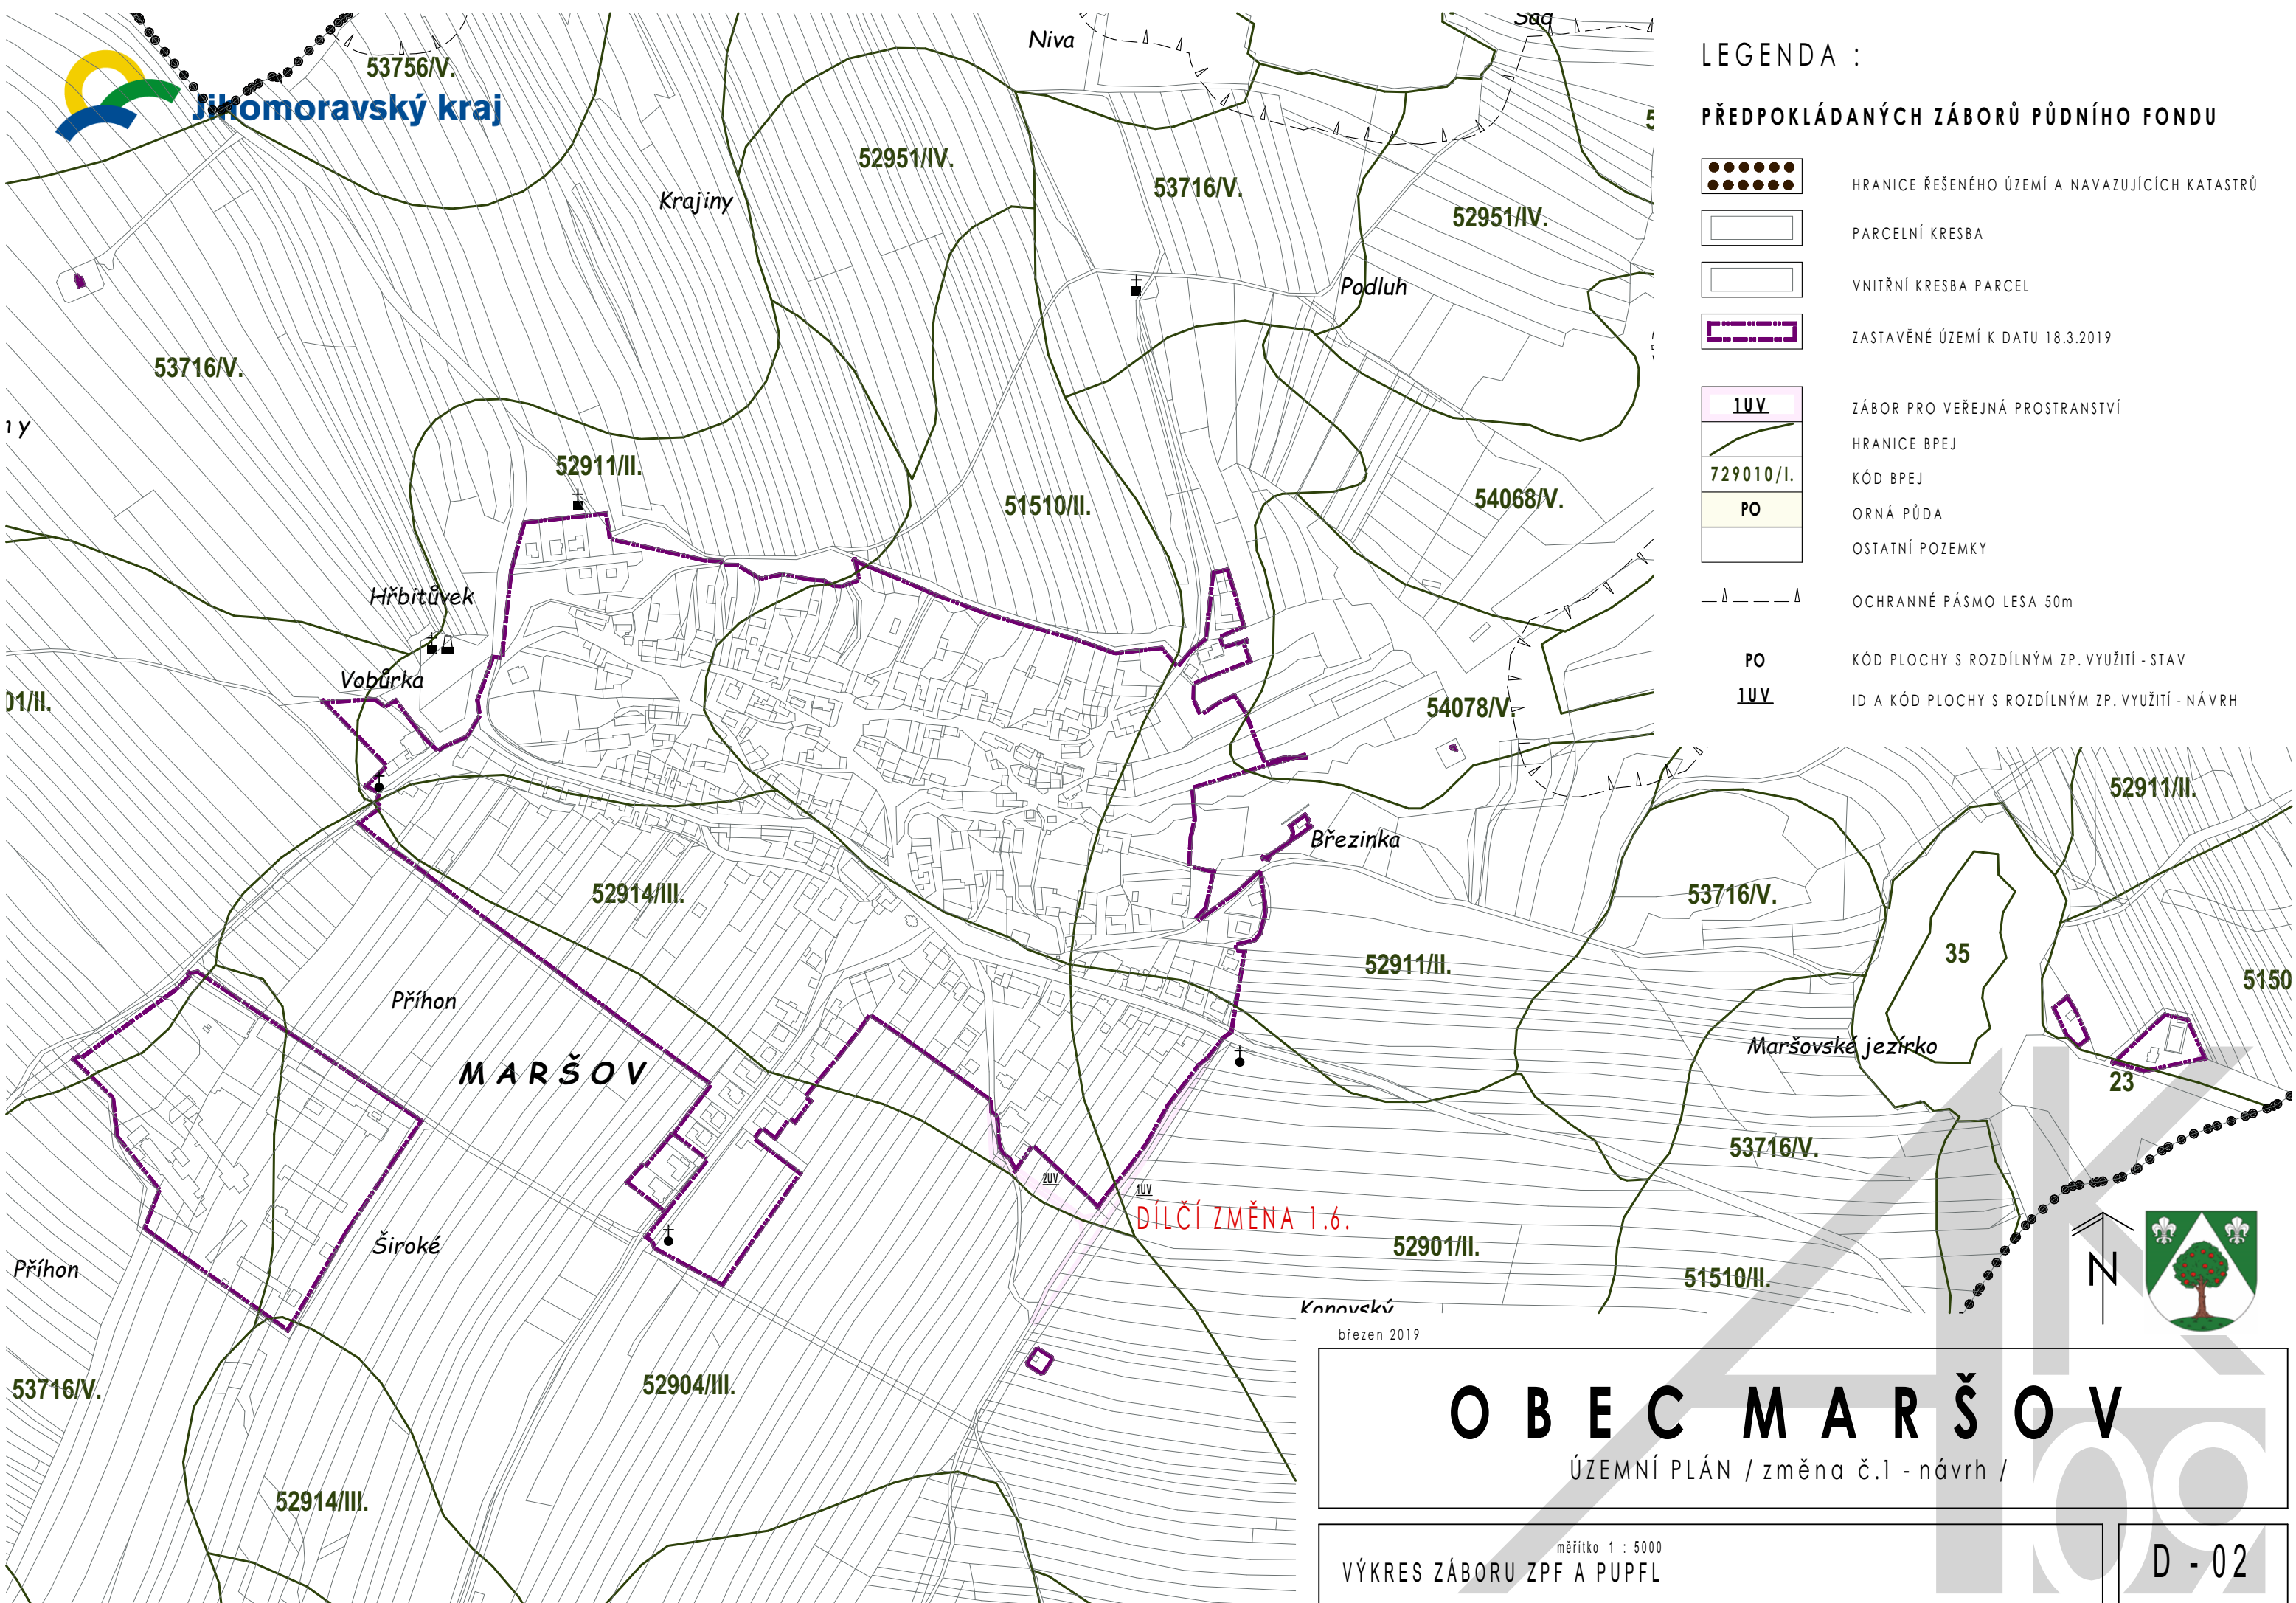 Jihomoravský kraj
53756/V.
Niva
Sad
52951/IV.
53716/V.
Krajiny
52951/IV.
Podluh
53716/V.
52911/II.
51510/II.
54068/V.
Hřbitůvek
Vobůrka
01/II.
54078/V.
Březinka
52914/III.
53716/V.
52911/II.
35
52911/II.
5150
Příhon
MARŠOV
Maršovské jezírko
23
53716/V.
2UV
1UV
DÍLČÍ ZMĚNA 1.6.
Široké
Příhon
52901/II.
51510/II.
Konovský
53716/V.
52904/III.
52914/III.
N
LEGENDA :
PŘEDPOKLÁDANÝCH ZÁBORŮ PŮDNÍHO FONDU
HRANICE ŘEŠENÉHO ÚZEMÍ A NAVAZUJÍCÍCH KATASTRŮ
PARCELNÍ KRESBA
VNITŘNÍ KRESBA PARCEL
ZASTAVĚNÉ ÚZEMÍ K DATU 18.3.2019
1UV ZÁBOR PRO VEŘEJNÁ PROSTRANSTVÍ
HRANICE BPEJ
729010/I. KÓD BPEJ
PO ORNÁ PŮDA
OSTATNÍ POZEMKY
OCHRANNÉ PÁSMO LESA 50m
PO KÓD PLOCHY S ROZDÍLNÝM ZP. VYUŽITÍ - STAV
1UV ID A KÓD PLOCHY S ROZDÍLNÝM ZP. VYUŽITÍ - NÁVRH
březen 2019
OBEC MARŠOV
ÚZEMNÍ PLÁN / změna č.1 - návrh /
měřítko 1 : 5000
VÝKRES ZÁBORU ZPF A PUPFL
D - 02